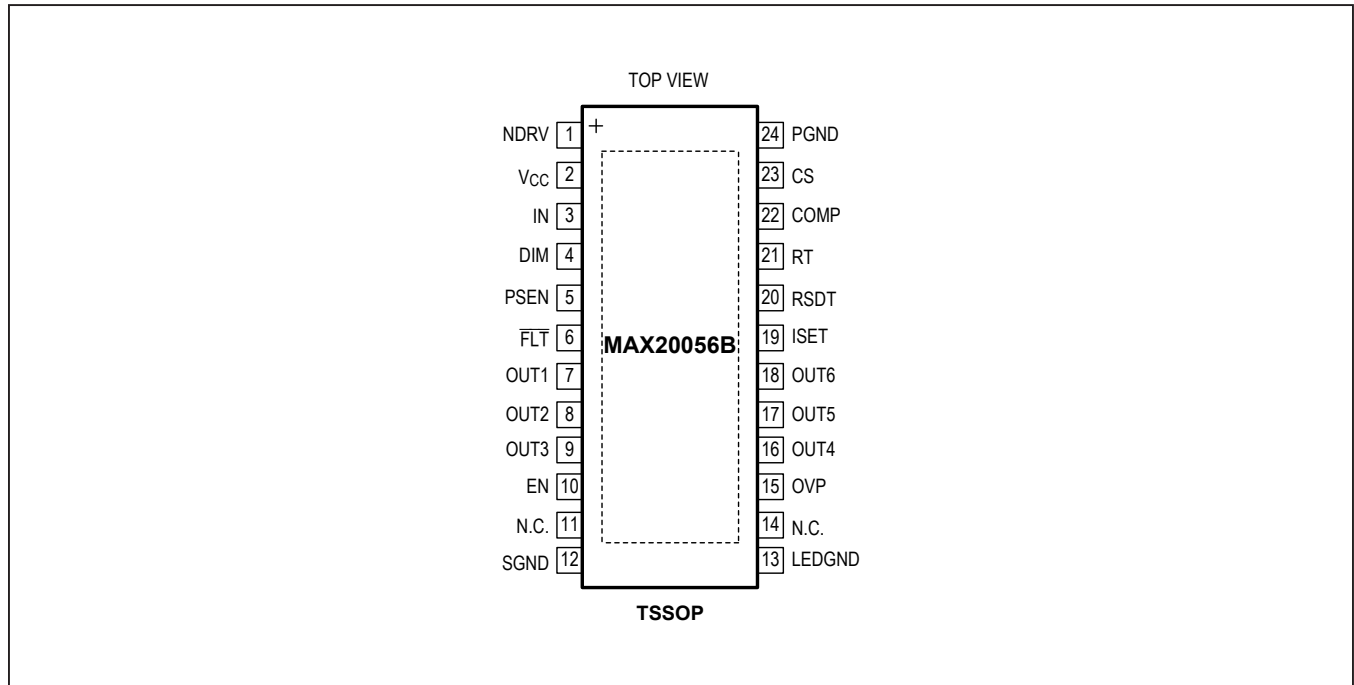 TOP VIEW
+
NDRV 1
VCC 2
IN 3
DIM 4
PSEN 5
FLT 6
OUT1 7
OUT2 8
OUT3 9
EN 10
N.C. 11
SGND 12
MAX20056B
24 PGND
23 CS
22 COMP
21 RT
20 RSDT
19 ISET
18 OUT6
17 OUT5
16 OUT4
15 OVP
14 N.C.
13 LEDGND
TSSOP